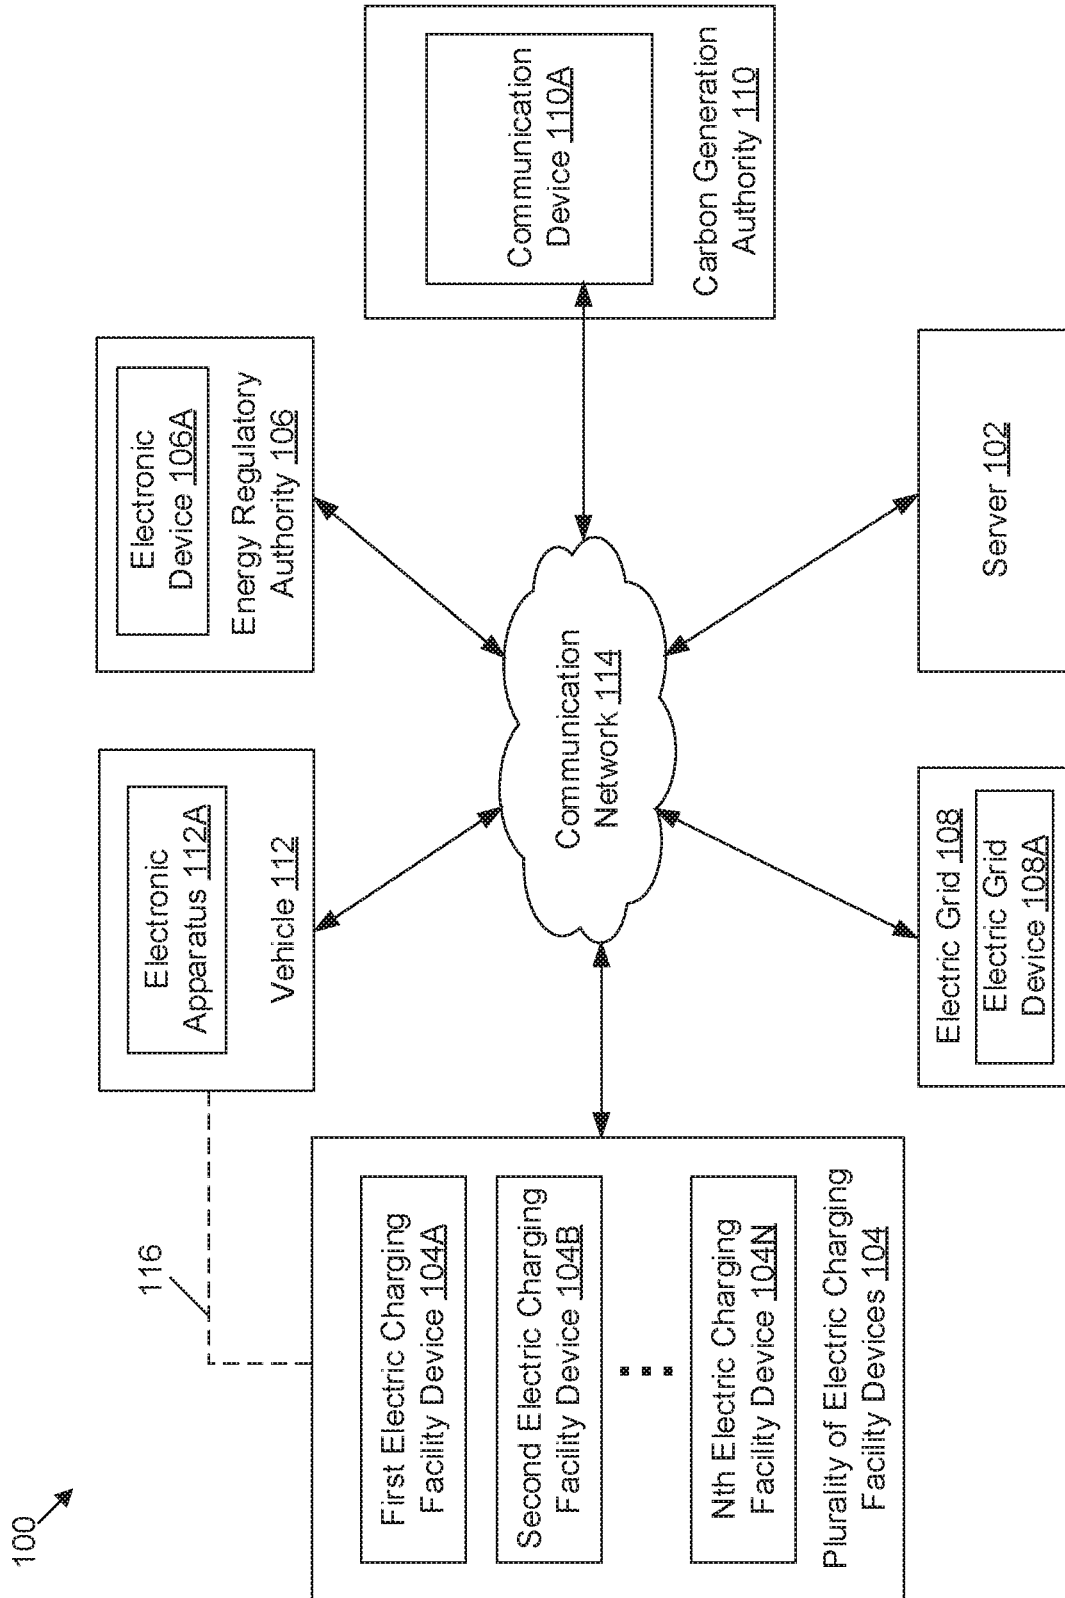 100
116
Electronic
Apparatus 112A
Vehicle 112
Electronic
Device 106A
Energy Regulatory
Authority 106
Communication
Device 110A
Carbon Generation
Authority 110
First Electric Charging
Facility Device 104A
Second Electric Charging
Facility Device 104B
Nth Electric Charging
Facility Device 104N
Plurality of Electric Charging
Facility Devices 104
Communication
Network 114
Electric Grid 108
Electric Grid
Device 108A
Server 102